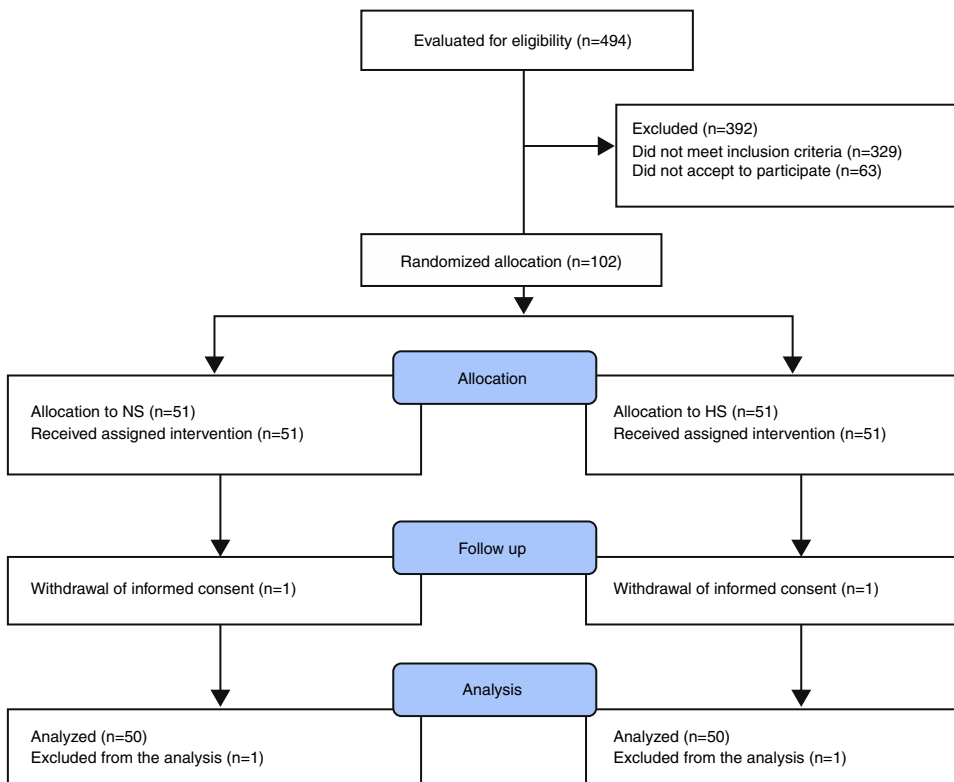 Evaluated for eligibility (n=494)
Excluded (n=392)
Did not meet inclusion criteria (n=329)
Did not accept to participate (n=63)
Randomized allocation (n=102)
Allocation
Allocation to NS (n=51)
Received assigned intervention (n=51)
Allocation to HS (n=51)
Received assigned intervention (n=51)
Follow up
Withdrawal of informed consent (n=1)
Withdrawal of informed consent (n=1)
Analysis
Analyzed (n=50)
Excluded from the analysis (n=1)
Analyzed (n=50)
Excluded from the analysis (n=1)